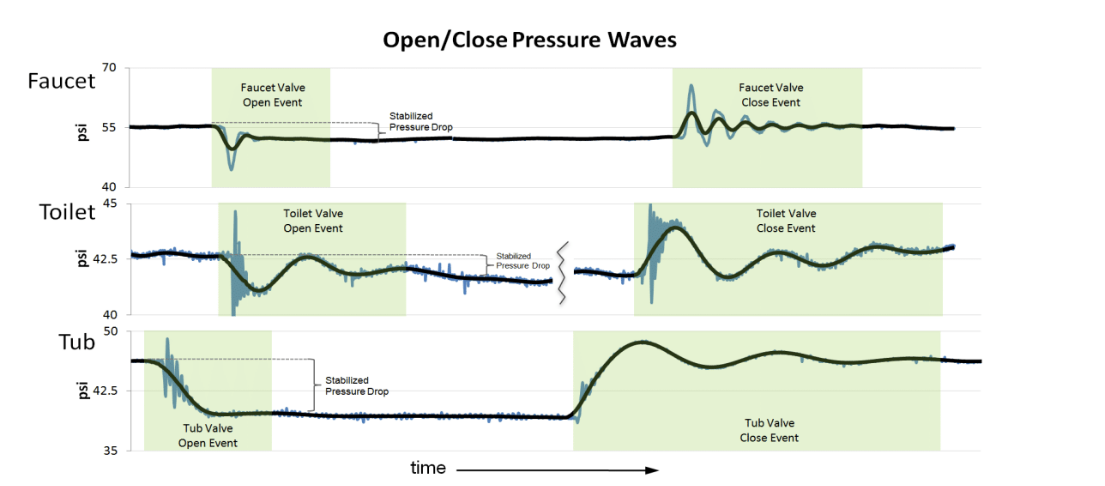 Open/Close Pressure Waves
Faucet
70
55
40
psi
Faucet Valve
Open Event
Stabilized
Pressure Drop
Faucet Valve
Close Event
Toilet
45
42.5
40
psi
Toilet Valve
Open Event
Stabilized
Pressure Drop
Toilet Valve
Close Event
Tub
50
42.5
35
psi
Tub Valve
Open Event
Stabilized
Pressure Drop
Tub Valve
Close Event
time